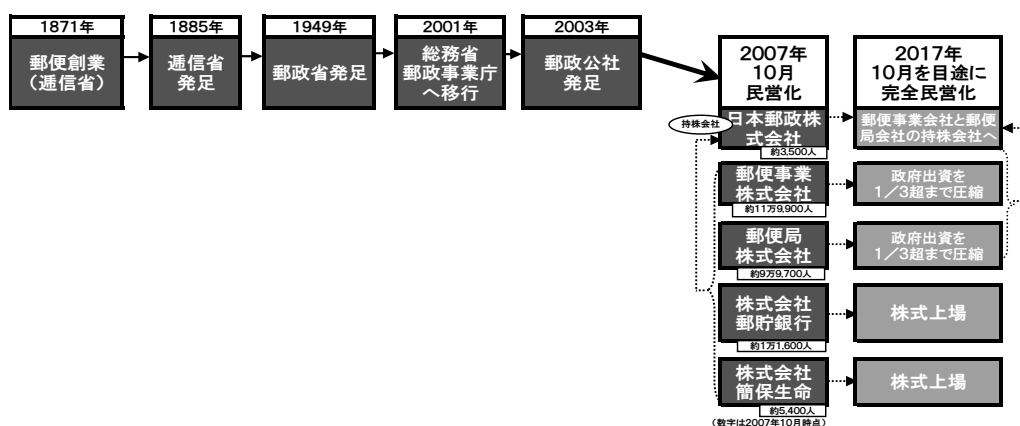 1871年
郵便創業
（逓信省）
1885年
逓信省
発足
1949年
郵政省発足
2001年
総務省
郵政事業庁
へ移行
2003年
郵政公社
発足
2007年
10月
民営化
2017年
10月を目途に
完全民営化
持株会社
日本郵政株
式会社
約3,500人
郵便事業会社と郵便
局会社の持株会社へ
郵便事業
株式会社
約11万9,900人
政府出資を
1／3超まで圧縮
郵便局
株式会社
約9万9,700人
政府出資を
1／3超まで圧縮
株式会社
郵貯銀行
約1万1,600人
株式上場
株式会社
簡保生命
約5,400人
株式上場
（数字は2007年10月時点）